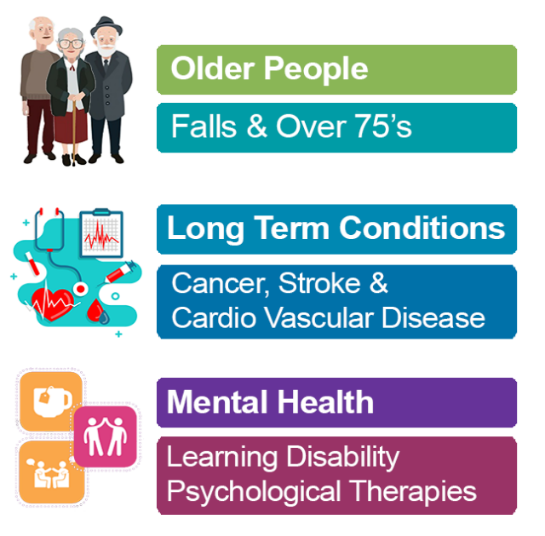 Older People
Falls & Over 75's
Long Term Conditions
Cancer, Stroke &
Cardio Vascular Disease
Mental Health
Learning Disability
Psychological Therapies